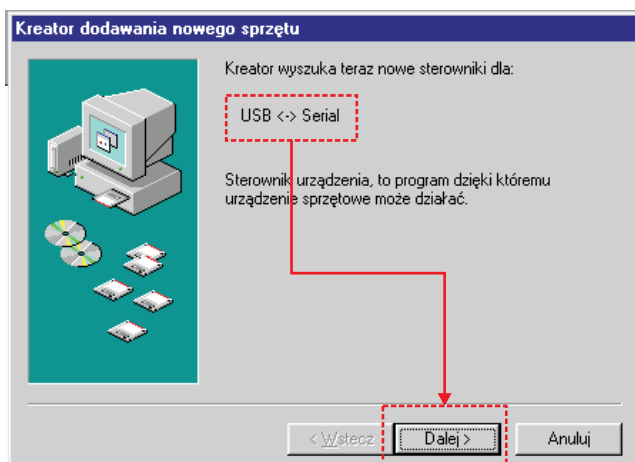 Kreator dodawania nowego sprzętu
Kreator wyszuka teraz nowe sterowniki dla:
USB <-> Serial
Sterownik urządzenia, to program dzięki któremu
urządzenie sprzętowe może działać.
< Wstecz Dalej > Anuluj